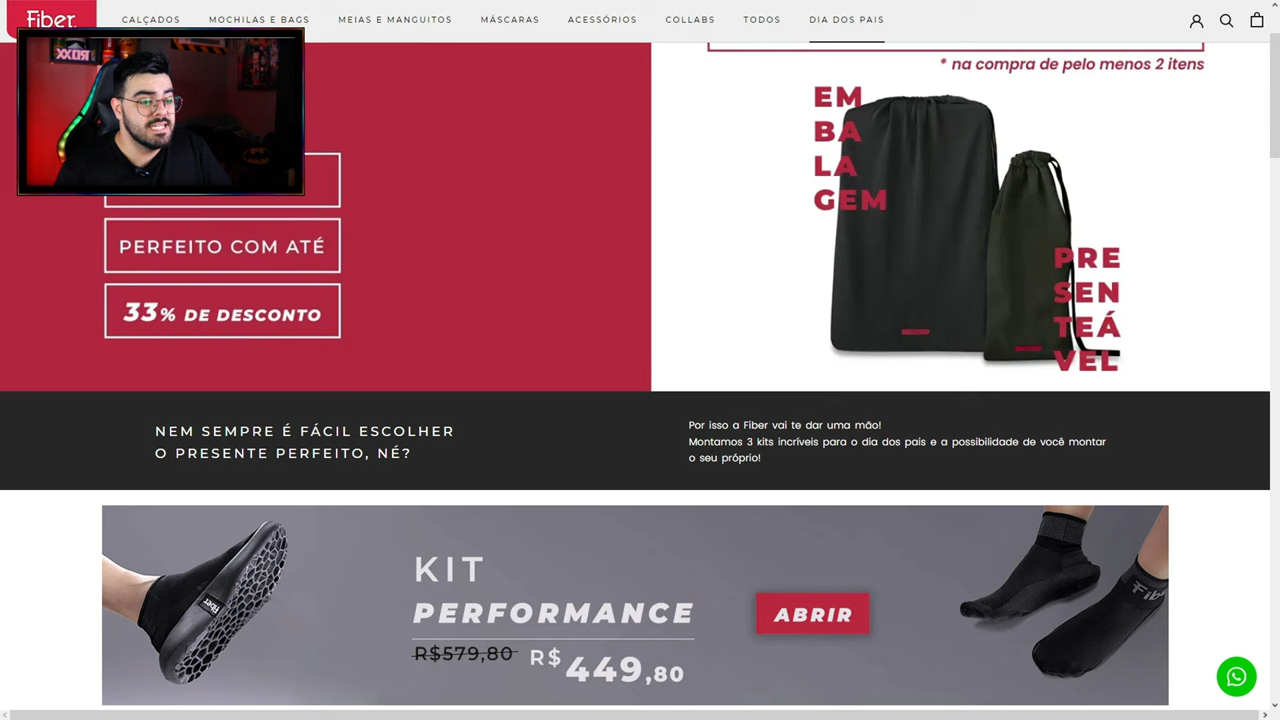 Fiber.
CALÇADOS
MOCHILAS E BAGS
MEIAS E MANGUITOS
MÁSCARAS
ACESSÓRIOS
COLLABS
TODOS
DIA DOS PAIS
* na compra de pelo menos 2 itens
EM
BA
LA
GEM
PRE
SEN
TEÁ
VEL
PERFEITO COM ATÉ
33% DE DESCONTO
NEM SEMPRE É FÁCIL ESCOLHER
O PRESENTE PERFEITO, NÉ?
Por isso a Fiber vai te dar uma mão!
Montamos 3 kits incríveis para o dia dos pais e a possibilidade de você montar
o seu próprio!
KIT
PERFORMANCE
R$579,80
R$ 449,80
ABRIR
Fiber